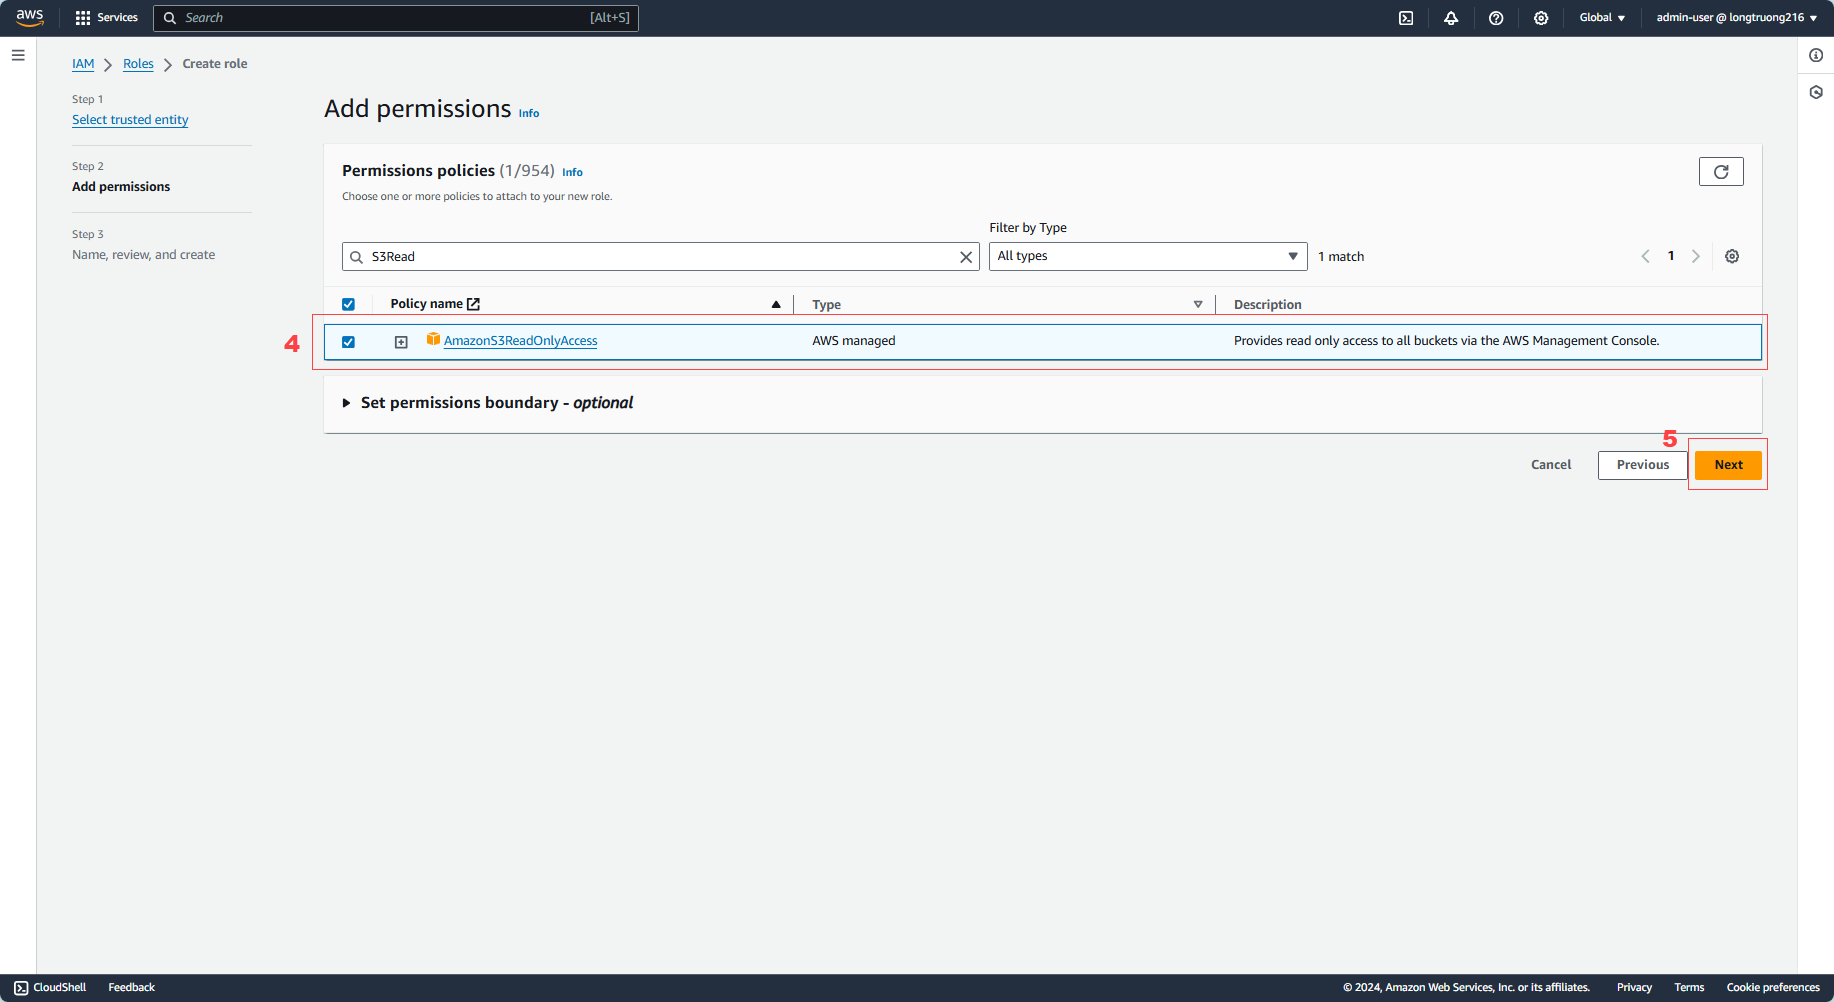 aws Services Search [Alt+S] Global admin-user @ longtruong216
IAM Roles Create role
Step 1
Select trusted entity
Step 2
Add permissions
Step 3
Name, review, and create
Add permissions Info
Permissions policies (1/954) Info
Choose one or more policies to attach to your new role.
Filter by Type
S3Read All types 1 match 1
Policy name Type Description
4 AmazonS3ReadOnlyAccess AWS managed Provides read only access to all buckets via the AWS Management Console.
Set permissions boundary - optional
5
Cancel Previous Next
CloudShell Feedback © 2024, Amazon Web Services, Inc. or its affiliates. Privacy Terms Cookie preferences